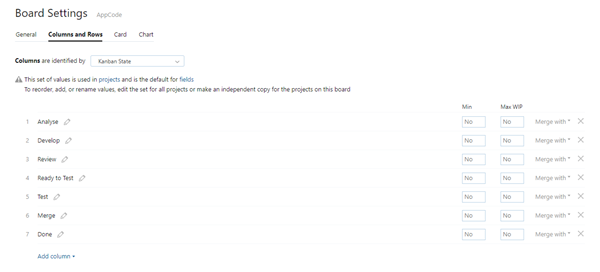 Board Settings AppCode
General Columns and Rows Card Chart
Columns are identified by Kanban State
This set of values is used in projects and is the default for fields
To reorder, add, or rename values, edit the set for all projects or make an independent copy for the projects on this board
Min Max WIP
1 Analyse No No Merge with *
2 Develop No No Merge with *
3 Review No No Merge with *
4 Ready to Test No No Merge with *
5 Test No No Merge with *
6 Merge No No Merge with *
7 Done No No Merge with *
Add column